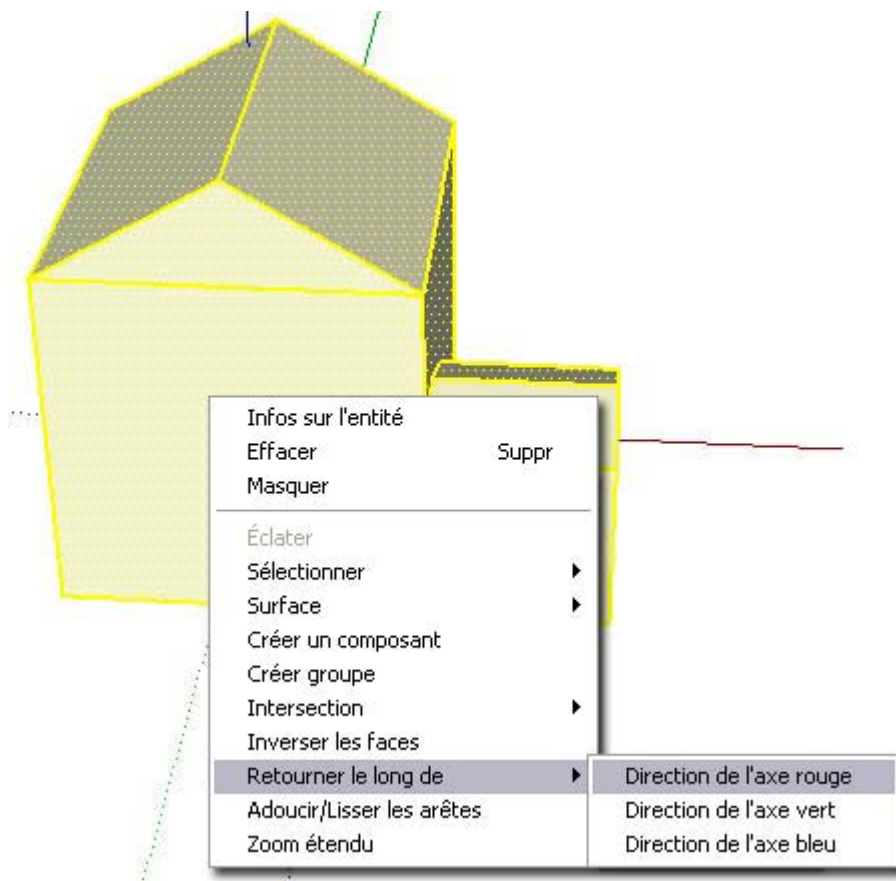 Infos sur l'entité
Effacer Suppr
Masquer
Éclater
Sélectionner
Surface
Créer un composant
Créer groupe
Intersection
Inverser les faces
Retourner le long de
Adoucir/Lisser les arêtes
Zoom étendu
Direction de l'axe rouge
Direction de l'axe vert
Direction de l'axe bleu